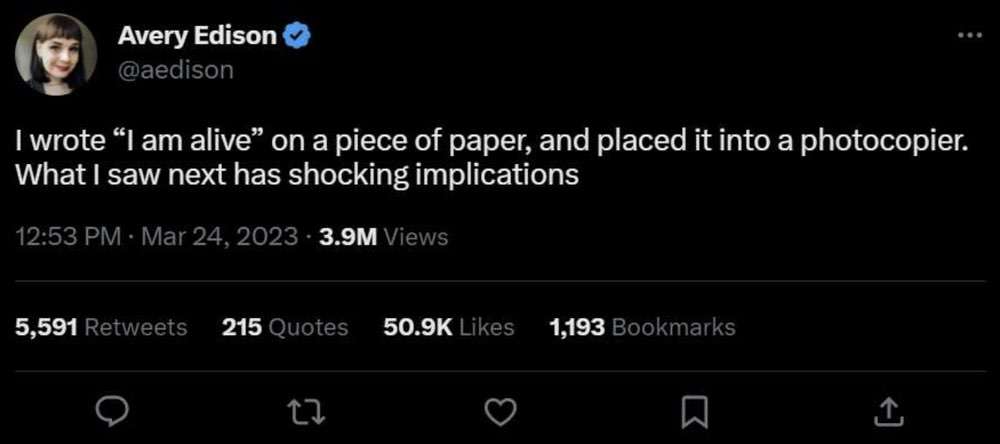 Avery Edison
@aedison
I wrote “I am alive” on a piece of paper, and placed it into a photocopier.
What I saw next has shocking implications
12:53 PM · Mar 24, 2023 · 3.9M Views
5,591 Retweets 215 Quotes 50.9K Likes 1,193 Bookmarks